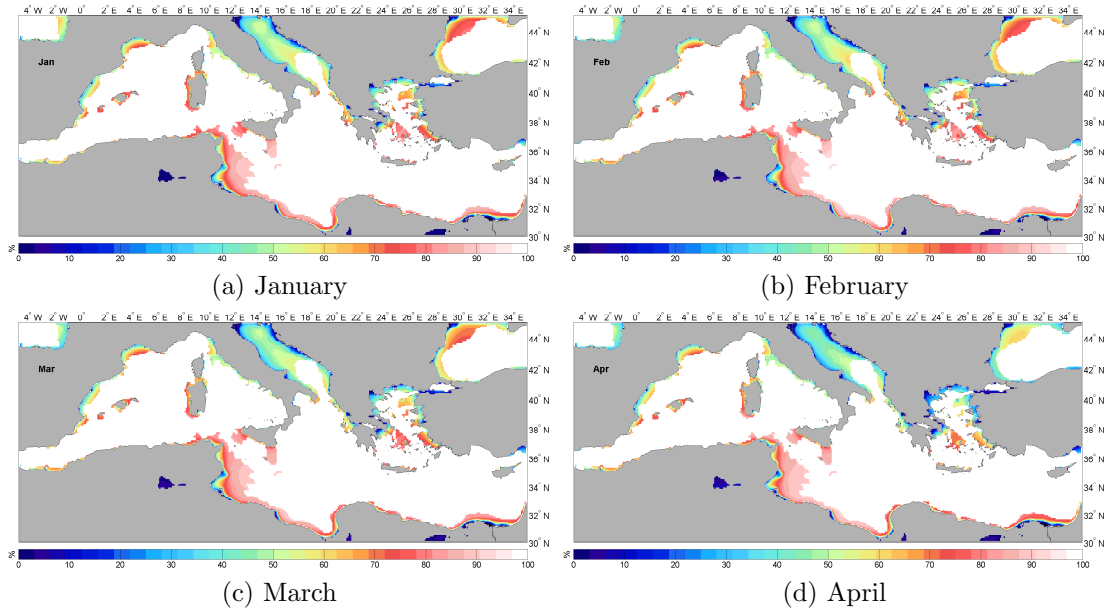 4° W 2° W 0° 2° E 4° E 6° E 8° E 10° E 12° E 14° E 16° E 18° E 20° E 22° E 24° E 26° E 28° E 30° E 32° E 34° E
4° W 2° W 0° 2° E 4° E 6° E 8° E 10° E 12° E 14° E 16° E 18° E 20° E 22° E 24° E 26° E 28° E 30° E 32° E 34° E
Jan
44° N
42° N
40° N
38° N
36° N
34° N
32° N
30° N
Feb
44° N
42° N
40° N
38° N
36° N
34° N
32° N
30° N
% 0 10 20 30 40 50 60 70 80 90 100
% 0 10 20 30 40 50 60 70 80 90 100
(a) January
(b) February
4° W 2° W 0° 2° E 4° E 6° E 8° E 10° E 12° E 14° E 16° E 18° E 20° E 22° E 24° E 26° E 28° E 30° E 32° E 34° E
4° W 2° W 0° 2° E 4° E 6° E 8° E 10° E 12° E 14° E 16° E 18° E 20° E 22° E 24° E 26° E 28° E 30° E 32° E 34° E
Mar
44° N
42° N
40° N
38° N
36° N
34° N
32° N
30° N
Apr
44° N
42° N
40° N
38° N
36° N
34° N
32° N
30° N
% 0 10 20 30 40 50 60 70 80 90 100
% 0 10 20 30 40 50 60 70 80 90 100
(c) March
(d) April